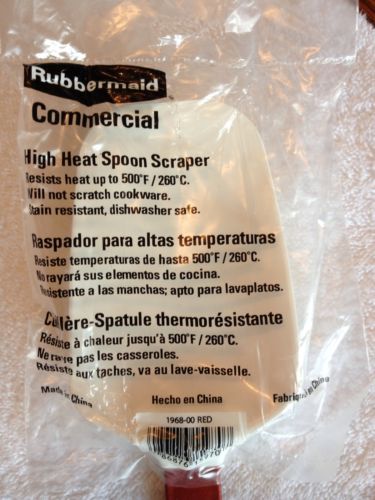 Rubbermaid
Commercial
High Heat Spoon Scraper
Resists heat up to 500°F / 260°C.
Will not scratch cookware.
Stain resistant, dishwasher safe.
Raspador para altas temperaturas
Resiste temperaturas de hasta 500°F / 260°C.
No rayará sus elementos de cocina.
Resistente a las manchas; apto para lavaplatos.
Cuillère-Spatule thermorésistante
Résiste à chaleur jusqu'à 500°F / 260°C.
Ne raye pas les casseroles.
Résiste aux taches, va au lave-vaisselle.
Made in China Hecho en China Fabriqué en China
1968-00 RED